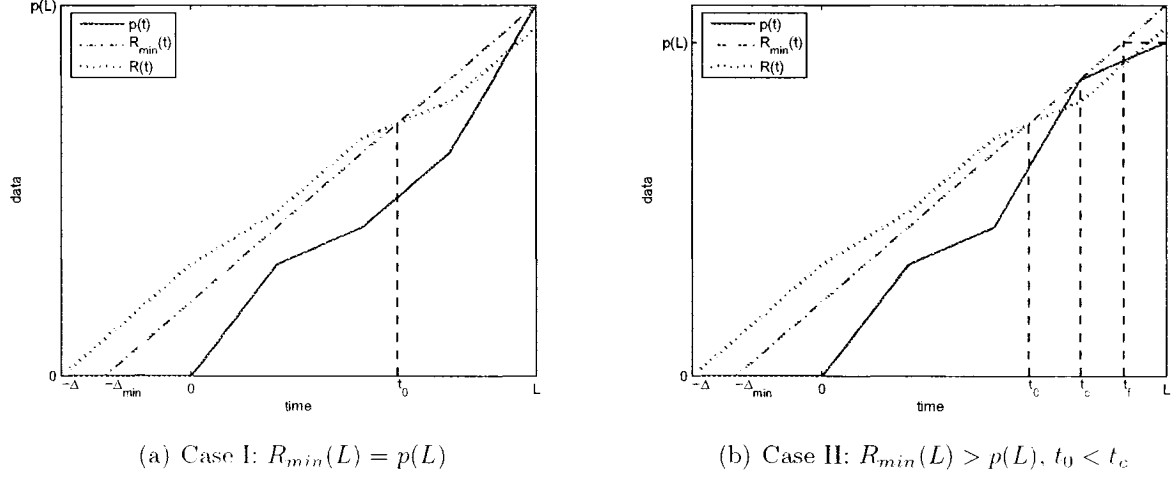 p(L)
p(t)
R_min(t)
R(t)
data
0
-Δ
-Δ_min
0
t_0
L
time
(a) Case I: R_min(L) = p(L)
p(L)
p(t)
R_min(t)
R(t)
data
0
-Δ
-Δ_min
0
t_0
t_c
t_f
L
time
(b) Case II: R_min(L) > p(L), t_0 < t_c